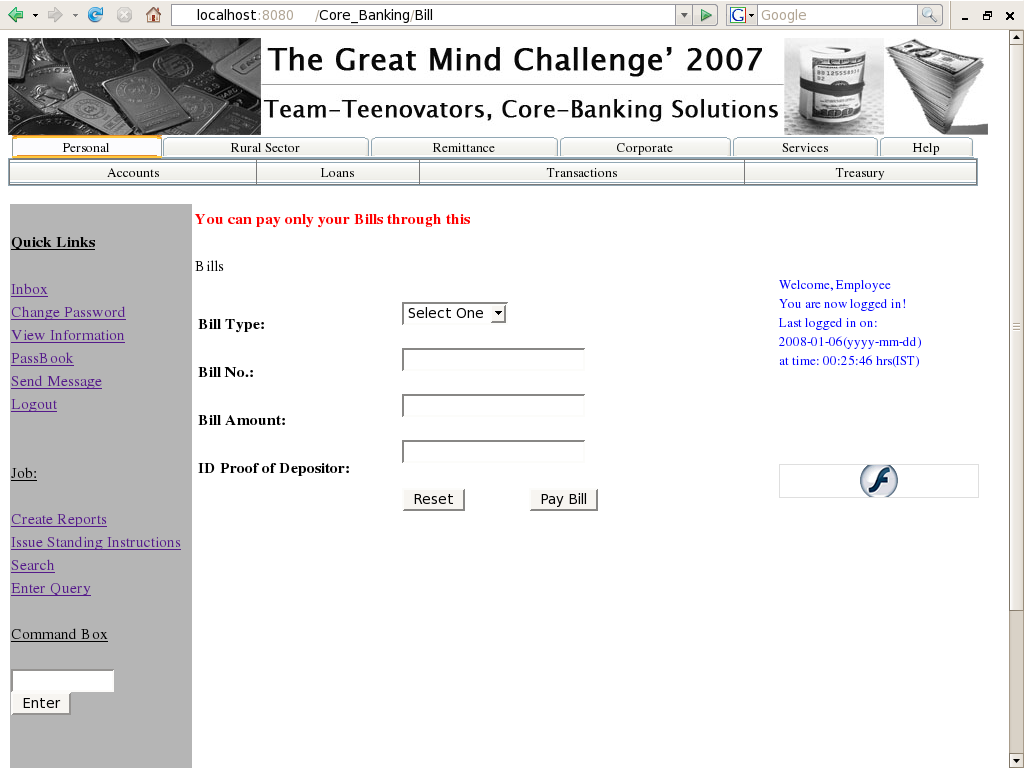 localhost:8080 /Core_Banking/Bill
Google
The Great Mind Challenge' 2007
Team-Teenovators, Core-Banking Solutions
Personal Rural Sector Remittance Corporate Services Help
Accounts Loans Transactions Treasury
You can pay only your Bills through this
Quick Links
Inbox
Change Password
View Information
PassBook
Send Message
Logout
Job:
Create Reports
Issue Standing Instructions
Search
Enter Query
Command Box
Enter
Bills
Bill Type: Select One
Bill No.:
Bill Amount:
ID Proof of Depositor:
Reset Pay Bill
Welcome, Employee
You are now logged in!
Last logged in on:
2008-01-06(yyyy-mm-dd)
at time: 00:25:46 hrs(IST)